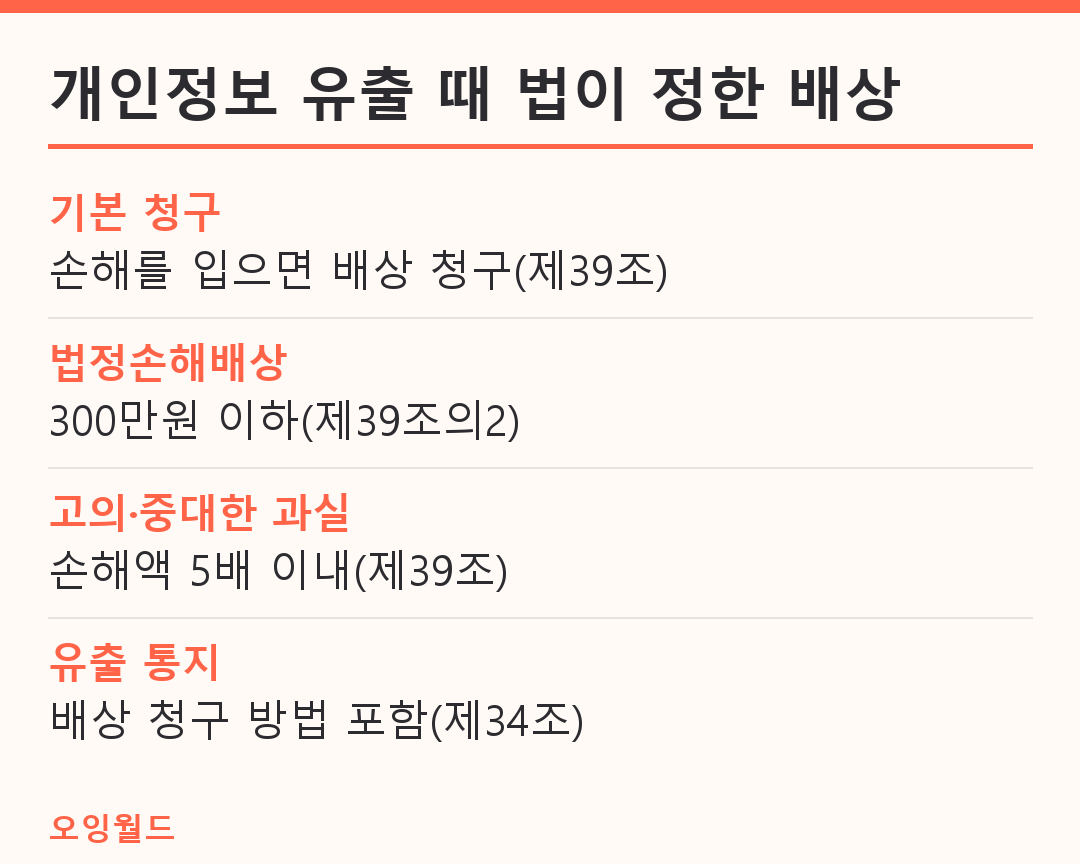 개인정보 유출 때 법이 정한 배상
기본 청구
손해를 입으면 배상 청구(제39조)
법정손해배상
300만원 이하(제39조의2)
고의·중대한 과실
손해액 5배 이내(제39조)
유출 통지
배상 청구 방법 포함(제34조)
오잉월드